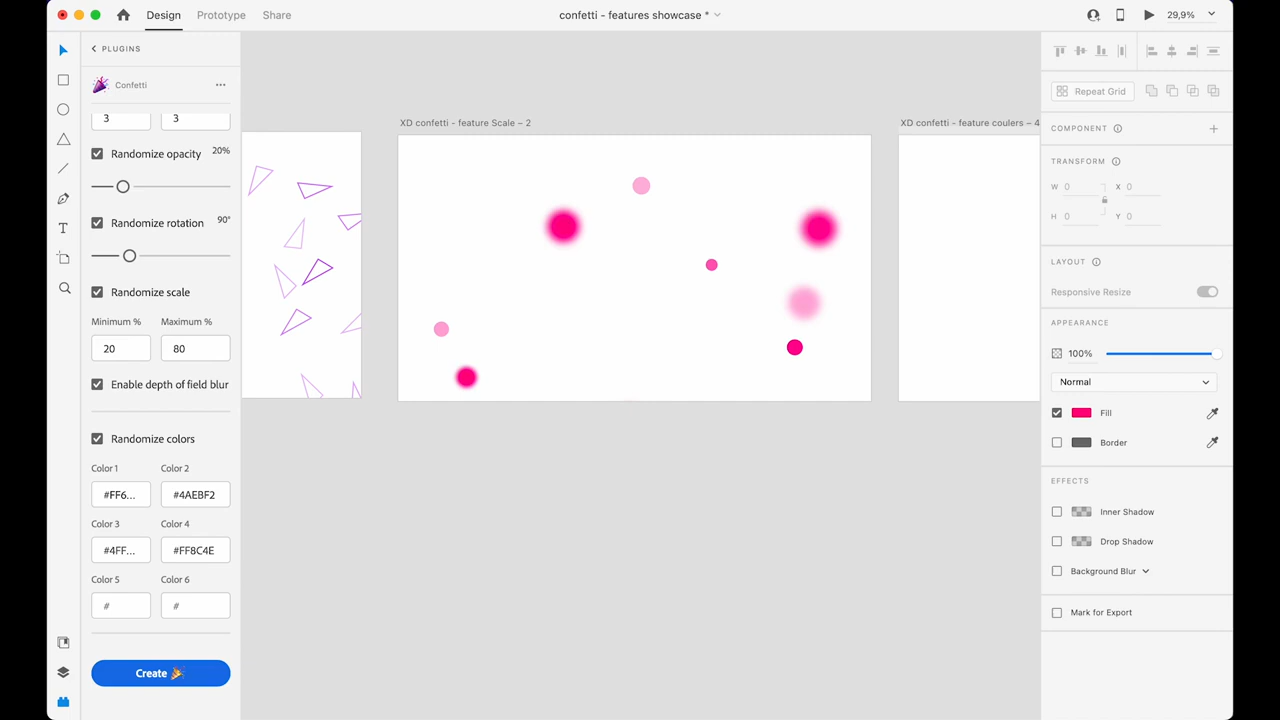 Design Prototype Share
confetti - features showcase *
29,9%
PLUGINS
Confetti
3 3
Randomize opacity 20%
Randomize rotation 90°
Randomize scale
Minimum % Maximum %
20 80
Enable depth of field blur
Randomize colors
Color 1 Color 2
#FF6... #4AEBF2
Color 3 Color 4
#4FF... #FF8C4E
Color 5 Color 6
# #
Create
XD confetti - feature Scale – 2
XD confetti - feature coulers – 4
Repeat Grid
COMPONENT
TRANSFORM
W 0 X 0
H 0 Y 0
LAYOUT
Responsive Resize
APPEARANCE
100%
Normal
Fill
Border
EFFECTS
Inner Shadow
Drop Shadow
Background Blur
Mark for Export